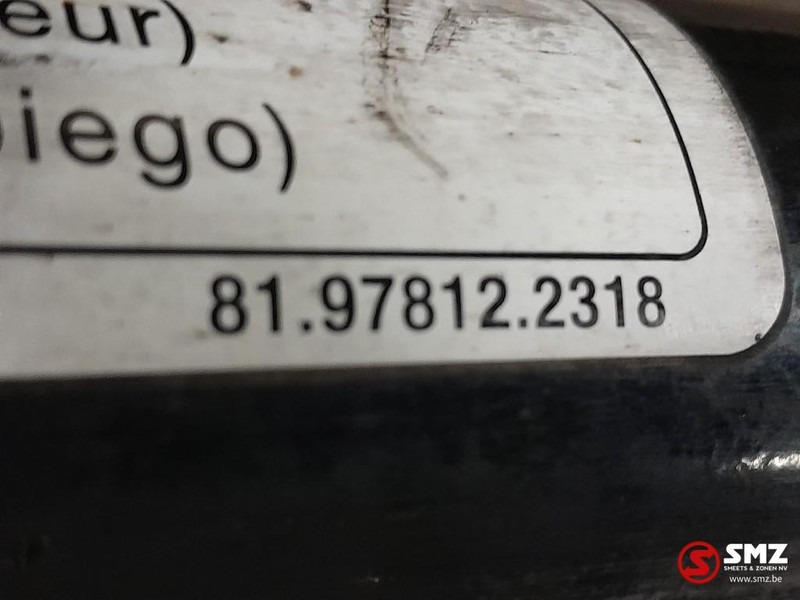 eur)
iego)
81.97812.2318
SMZ
SMEETS & ZONEN NV
www.smz.be